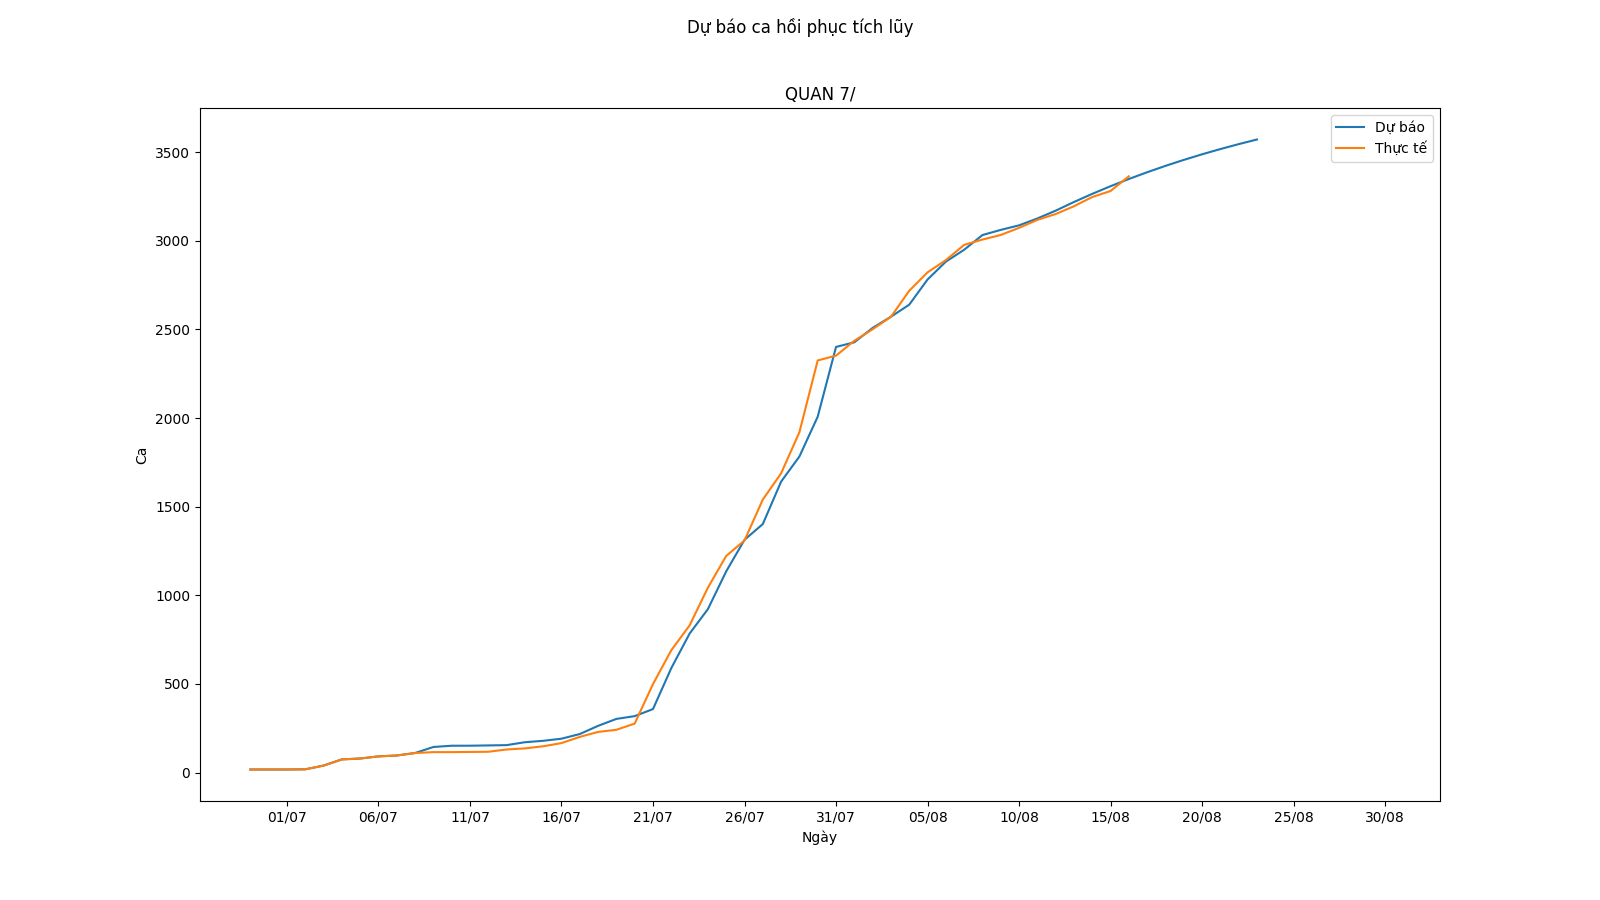 Dự báo ca hồi phục tích lũy
QUAN 7/
Dự báo
Thực tế
3500
3000
2500
2000
1500
1000
500
0
Ca
01/07 06/07 11/07 16/07 21/07 26/07 31/07 05/08 10/08 15/08 20/08 25/08 30/08
Ngày